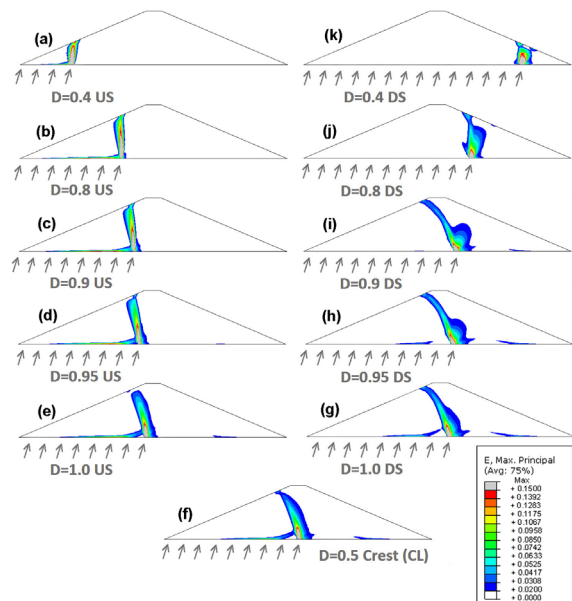 (a)
D=0.4 US
(k)
D=0.4 DS
(b)
D=0.8 US
(j)
D=0.8 DS
(c)
D=0.9 US
(i)
D=0.9 DS
(d)
D=0.95 US
(h)
D=0.95 DS
(e)
D=1.0 US
(g)
D=1.0 DS
(f)
D=0.5 Crest (CL)
E, Max. Principal
(Avg: 75%)
Max
+ 0.1500
+ 0.1392
+ 0.1283
+ 0.1175
+ 0.1067
+ 0.0958
+ 0.0850
+ 0.0742
+ 0.0633
+ 0.0525
+ 0.0417
+ 0.0308
+ 0.0200
+ 0.0000